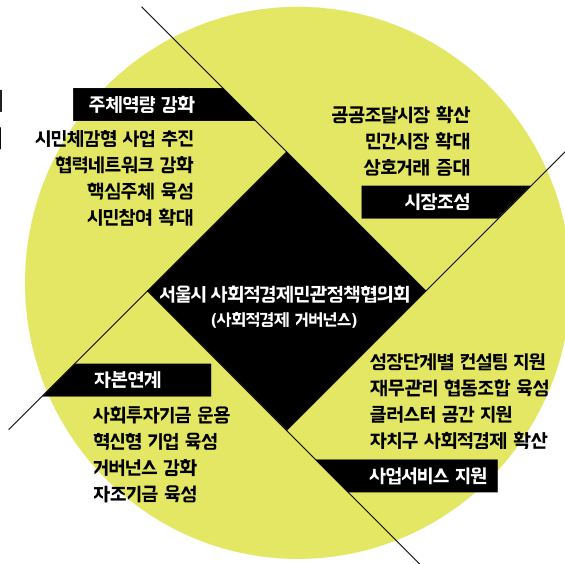 주체역량 강화
시민체감형 사업 추진
협력네트워크 강화
핵심주체 육성
시민참여 확대
공공조달시장 확산
민간시장 확대
상호거래 증대
시장조성
서울시 사회적경제민관정책협의회
(사회적경제 거버넌스)
자본연계
사회투자기금 운용
혁신형 기업 육성
거버넌스 강화
자조기금 육성
성장단계별 컨설팅 지원
재무관리 협동조합 육성
클러스터 공간 지원
자치구 사회적경제 확산
사업서비스 지원